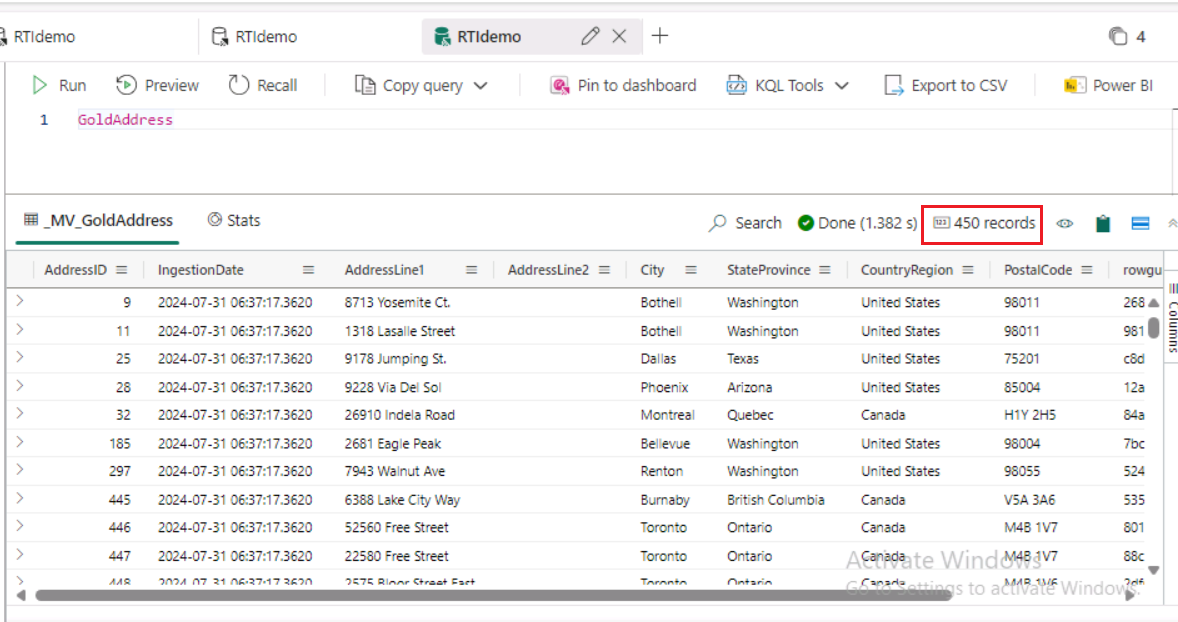 RTIdemo RTIdemo RTIdemo 4
Run Preview Recall Copy query Pin to dashboard KQL Tools Export to CSV Power BI
1 GoldAddress
_MV_GoldAddress Stats Search Done (1.382 s) 123 450 records
AddressID IngestionDate AddressLine1 AddressLine2 City StateProvince CountryRegion PostalCode rowgu
9 2024-07-31 06:37:17.3620 8713 Yosemite Ct. Bothell Washington United States 98011 268
11 2024-07-31 06:37:17.3620 1318 Lasalle Street Bothell Washington United States 98011 981
25 2024-07-31 06:37:17.3620 9178 Jumping St. Dallas Texas United States 75201 c8d
28 2024-07-31 06:37:17.3620 9228 Via Del Sol Phoenix Arizona United States 85004 12a
32 2024-07-31 06:37:17.3620 26910 Indela Road Montreal Quebec Canada H1Y 2H5 84a
185 2024-07-31 06:37:17.3620 2681 Eagle Peak Bellevue Washington United States 98004 7bc
297 2024-07-31 06:37:17.3620 7943 Walnut Ave Renton Washington United States 98055 524
445 2024-07-31 06:37:17.3620 6388 Lake City Way Burnaby British Columbia Canada V5A 3A6 535
446 2024-07-31 06:37:17.3620 52560 Free Street Toronto Ontario Canada M4B 1V7 801
447 2024-07-31 06:37:17.3620 22580 Free Street Toronto Ontario Canada M4B 1V7 88c
448 2024-07-31 06:37:17.3620 2575 Bloor Street East Toronto Ontario Canada M4B 1V6 2df
Columns
Activate Windows
Go to Settings to activate Windows.